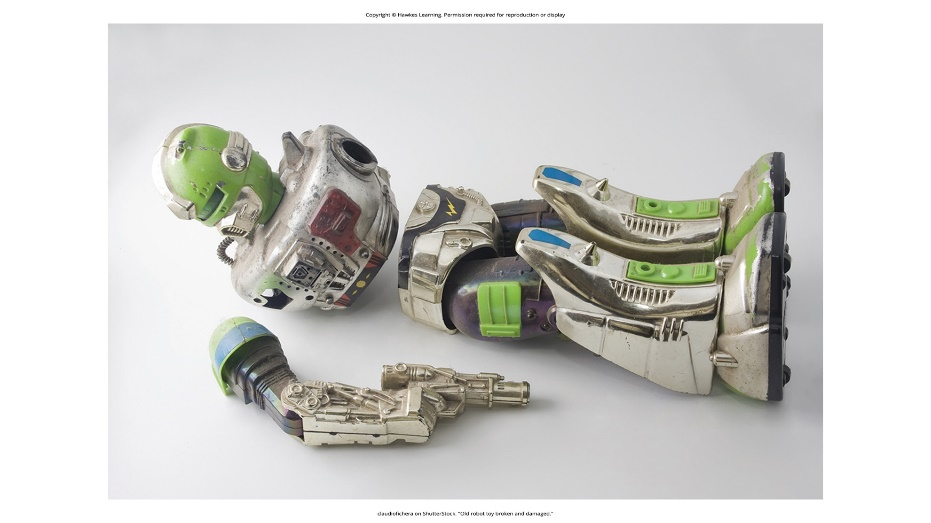 Copyright © Hawkes Learning. Permission required for reproduction or display
claudiofichera on ShutterStock. "Old robot toy broken and damaged."